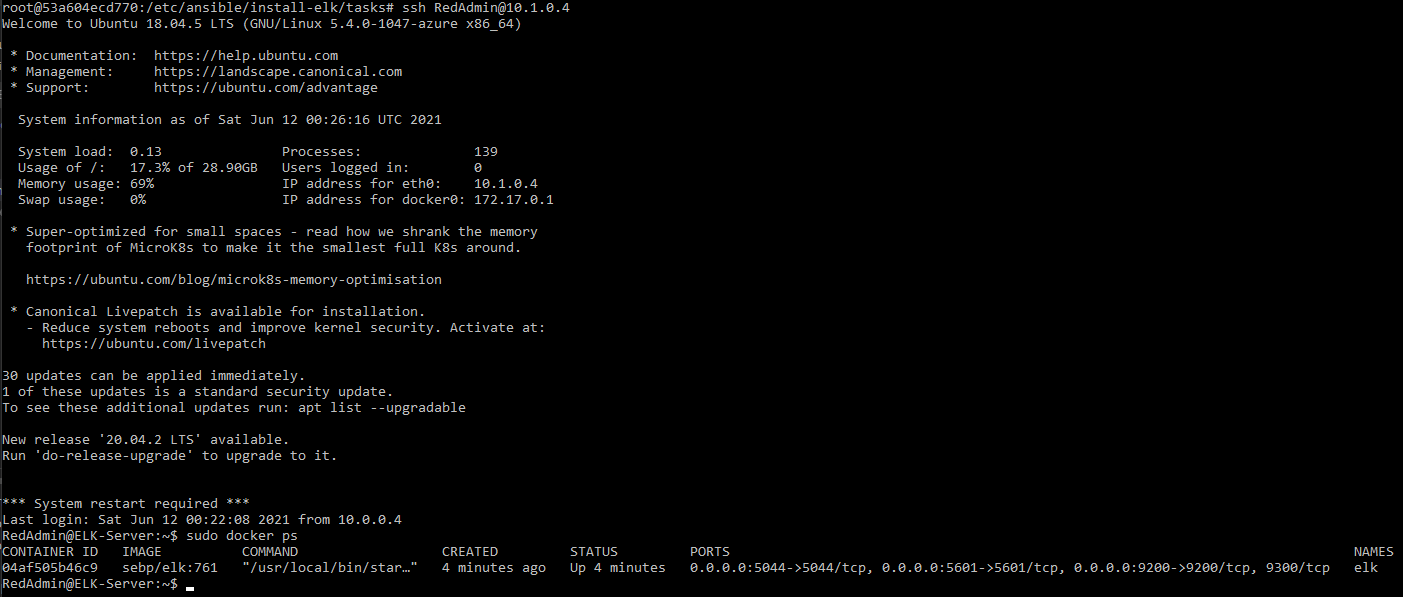 root@53a604ecd770:/etc/ansible/install-elk/tasks# ssh RedAdmin@10.1.0.4
Welcome to Ubuntu 18.04.5 LTS (GNU/Linux 5.4.0-1047-azure x86_64)
* Documentation:  https://help.ubuntu.com
* Management:     https://landscape.canonical.com
* Support:        https://ubuntu.com/advantage
System information as of Sat Jun 12 00:26:16 UTC 2021
System load:  0.13               Processes:              139
Usage of /:   17.3% of 28.90GB   Users logged in:        0
Memory usage: 69%                IP address for eth0:    10.1.0.4
Swap usage:   0%                 IP address for docker0: 172.17.0.1
* Super-optimized for small spaces - read how we shrank the memory
footprint of MicroK8s to make it the smallest full K8s around.
https://ubuntu.com/blog/microk8s-memory-optimisation
* Canonical Livepatch is available for installation.
- Reduce system reboots and improve kernel security. Activate at:
https://ubuntu.com/livepatch
30 updates can be applied immediately.
1 of these updates is a standard security update.
To see these additional updates run: apt list --upgradable
New release '20.04.2 LTS' available.
Run 'do-release-upgrade' to upgrade to it.
*** System restart required ***
Last login: Sat Jun 12 00:22:08 2021 from 10.0.0.4
RedAdmin@ELK-Server:~$ sudo docker ps
CONTAINER ID   IMAGE          COMMAND                  CREATED         STATUS         PORTS                                                                              NAMES
04af505b46c9   sebp/elk:761   "/usr/local/bin/star…"   4 minutes ago   Up 4 minutes   0.0.0.0:5044->5044/tcp, 0.0.0.0:5601->5601/tcp, 0.0.0.0:9200->9200/tcp, 9300/tcp   elk
RedAdmin@ELK-Server:~$